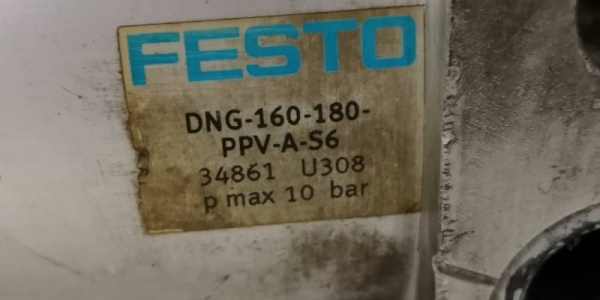 FESTO
DNG-160-180-
PPV-A-S6
34861 U308
p max 10 bar